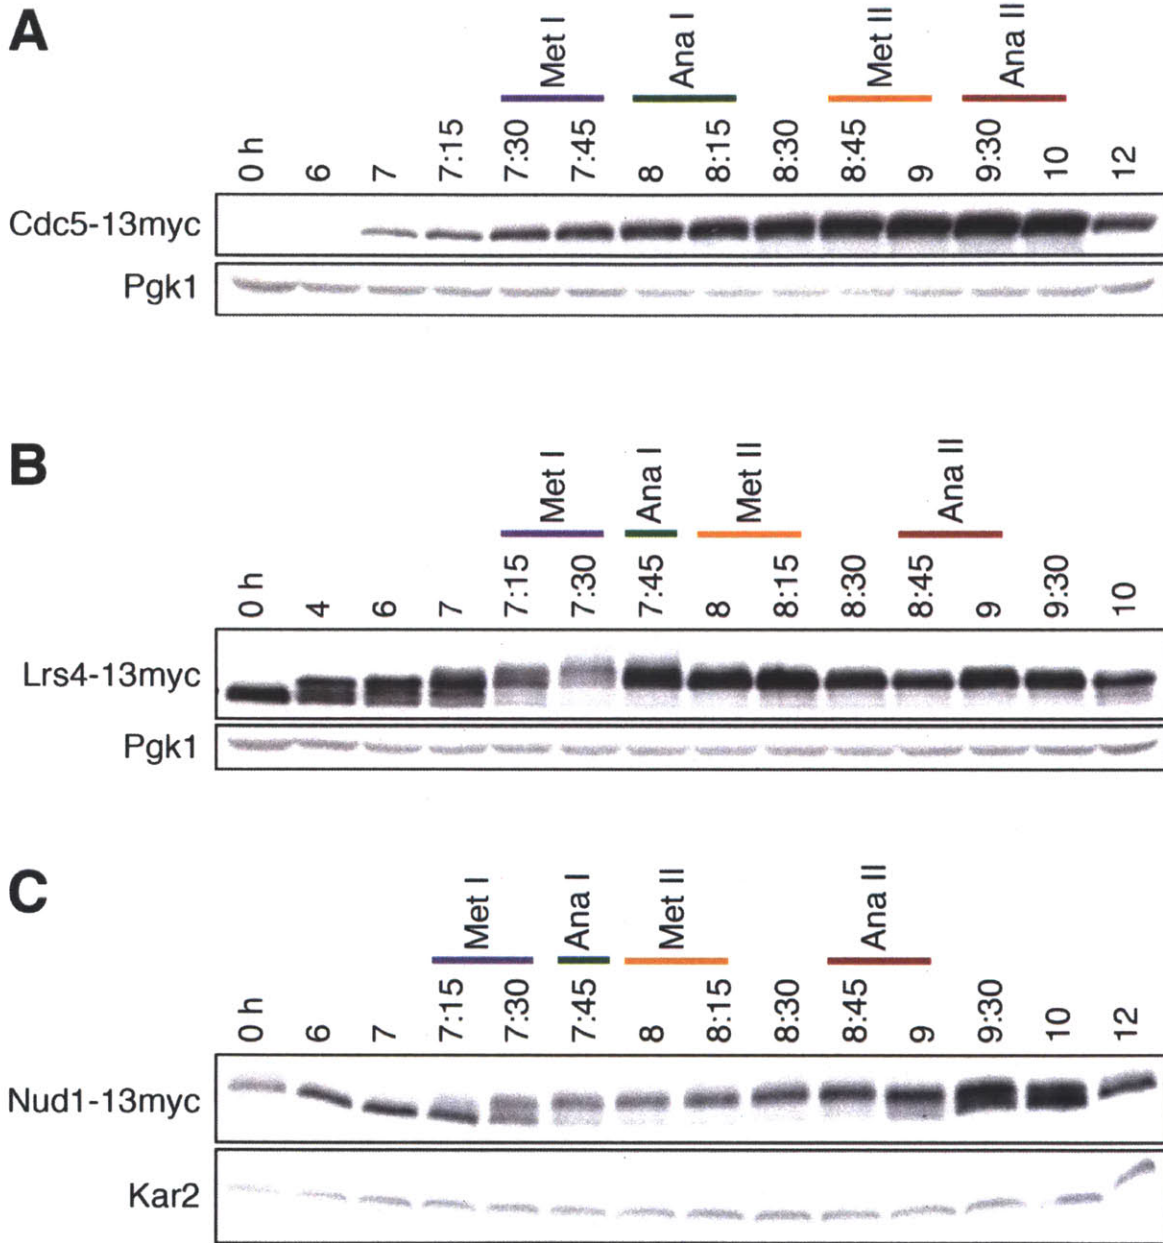 A
Met I Ana I Met II Ana II
0 h 6 7 7:15 7:30 7:45 8 8:15 8:30 8:45 9 9:30 10 12
Cdc5-13myc
Pgk1
B
Met I Ana I Met II Ana II
0 h 4 6 7 7:15 7:30 7:45 8 8:15 8:30 8:45 9 9:30 10
Lrs4-13myc
Pgk1
C
Met I Ana I Met II Ana II
0 h 6 7 7:15 7:30 7:45 8 8:15 8:30 8:45 9 9:30 10 12
Nud1-13myc
Kar2